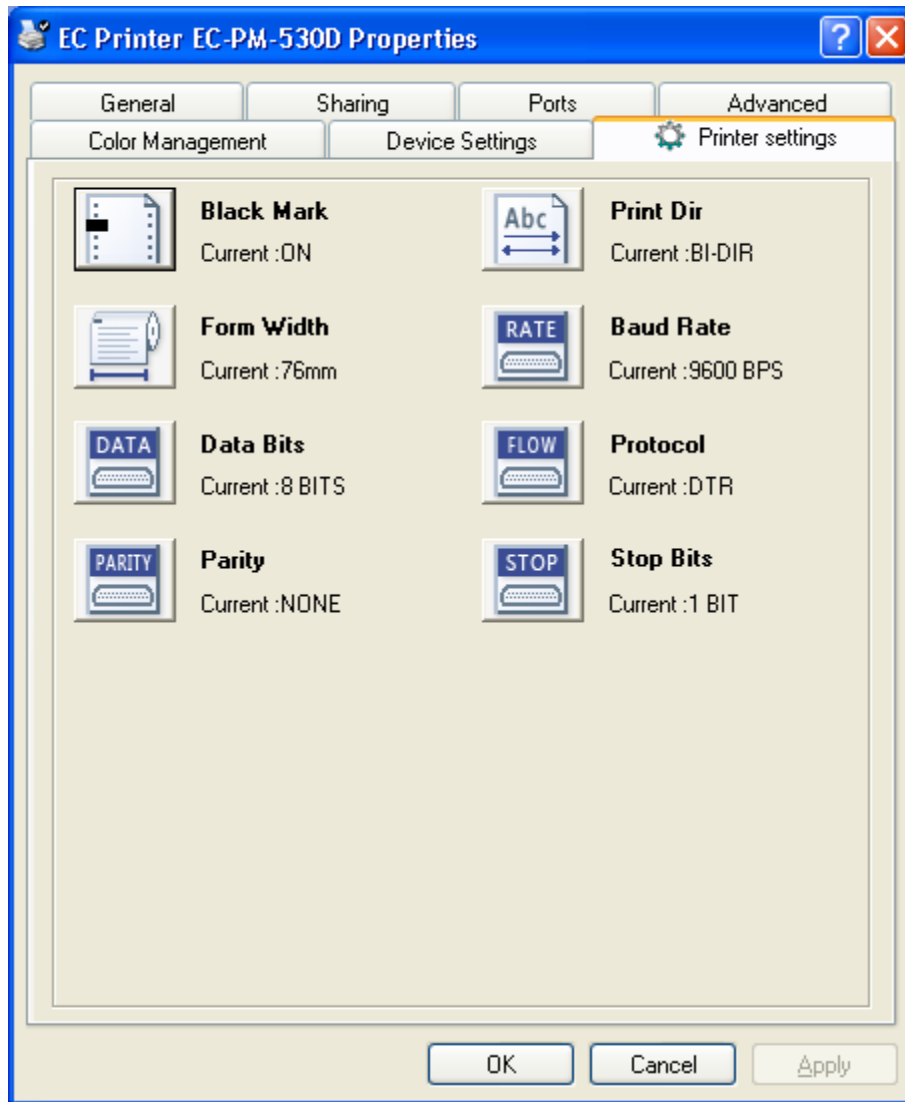 EC Printer EC-PM-530D Properties
General Sharing Ports Advanced
Color Management Device Settings Printer settings
Black Mark
Current :ON
Abc
Print Dir
Current :BI-DIR
Form Width
Current :76mm
RATE
Baud Rate
Current :9600 BPS
DATA
Data Bits
Current :8 BITS
FLOW
Protocol
Current :DTR
PARITY
Parity
Current :NONE
STOP
Stop Bits
Current :1 BIT
OK Cancel Apply